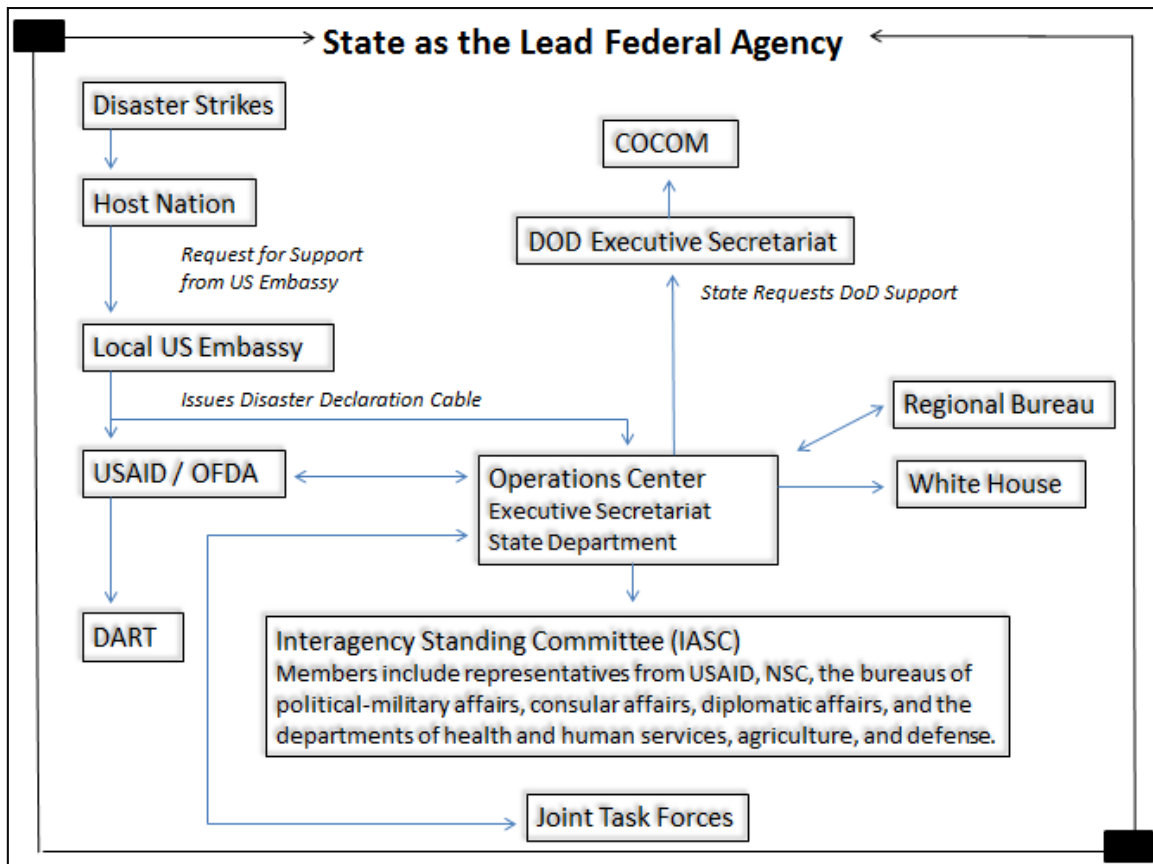 State as the Lead Federal Agency
Disaster Strikes
COCOM
Host Nation
DOD Executive Secretariat
Request for Support
from US Embassy
State Requests DoD Support
Local US Embassy
Issues Disaster Declaration Cable
Regional Bureau
USAID / OFDA
Operations Center
Executive Secretariat
State Department
White House
DART
Interagency Standing Committee (IASC)
Members include representatives from USAID, NSC, the bureaus of
political-military affairs, consular affairs, diplomatic affairs, and the
departments of health and human services, agriculture, and defense.
Joint Task Forces